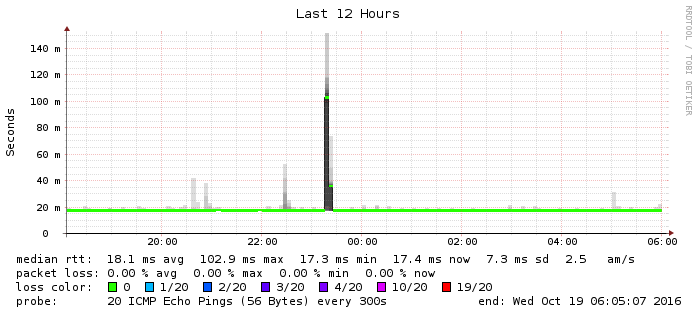 Last 12 Hours
RRDTOOL / TOBI OETIKER
Seconds
140 m
120 m
100 m
80 m
60 m
40 m
20 m
0
20:00 22:00 00:00 02:00 04:00 06:00
median rtt: 18.1 ms avg 102.9 ms max 17.3 ms min 17.4 ms now 7.3 ms sd 2.5 am/s
packet loss: 0.00 % avg 0.00 % max 0.00 % min 0.00 % now
loss color: 0 1/20 2/20 3/20 4/20 10/20 19/20
probe: 20 ICMP Echo Pings (56 Bytes) every 300s end: Wed Oct 19 06:05:07 2016